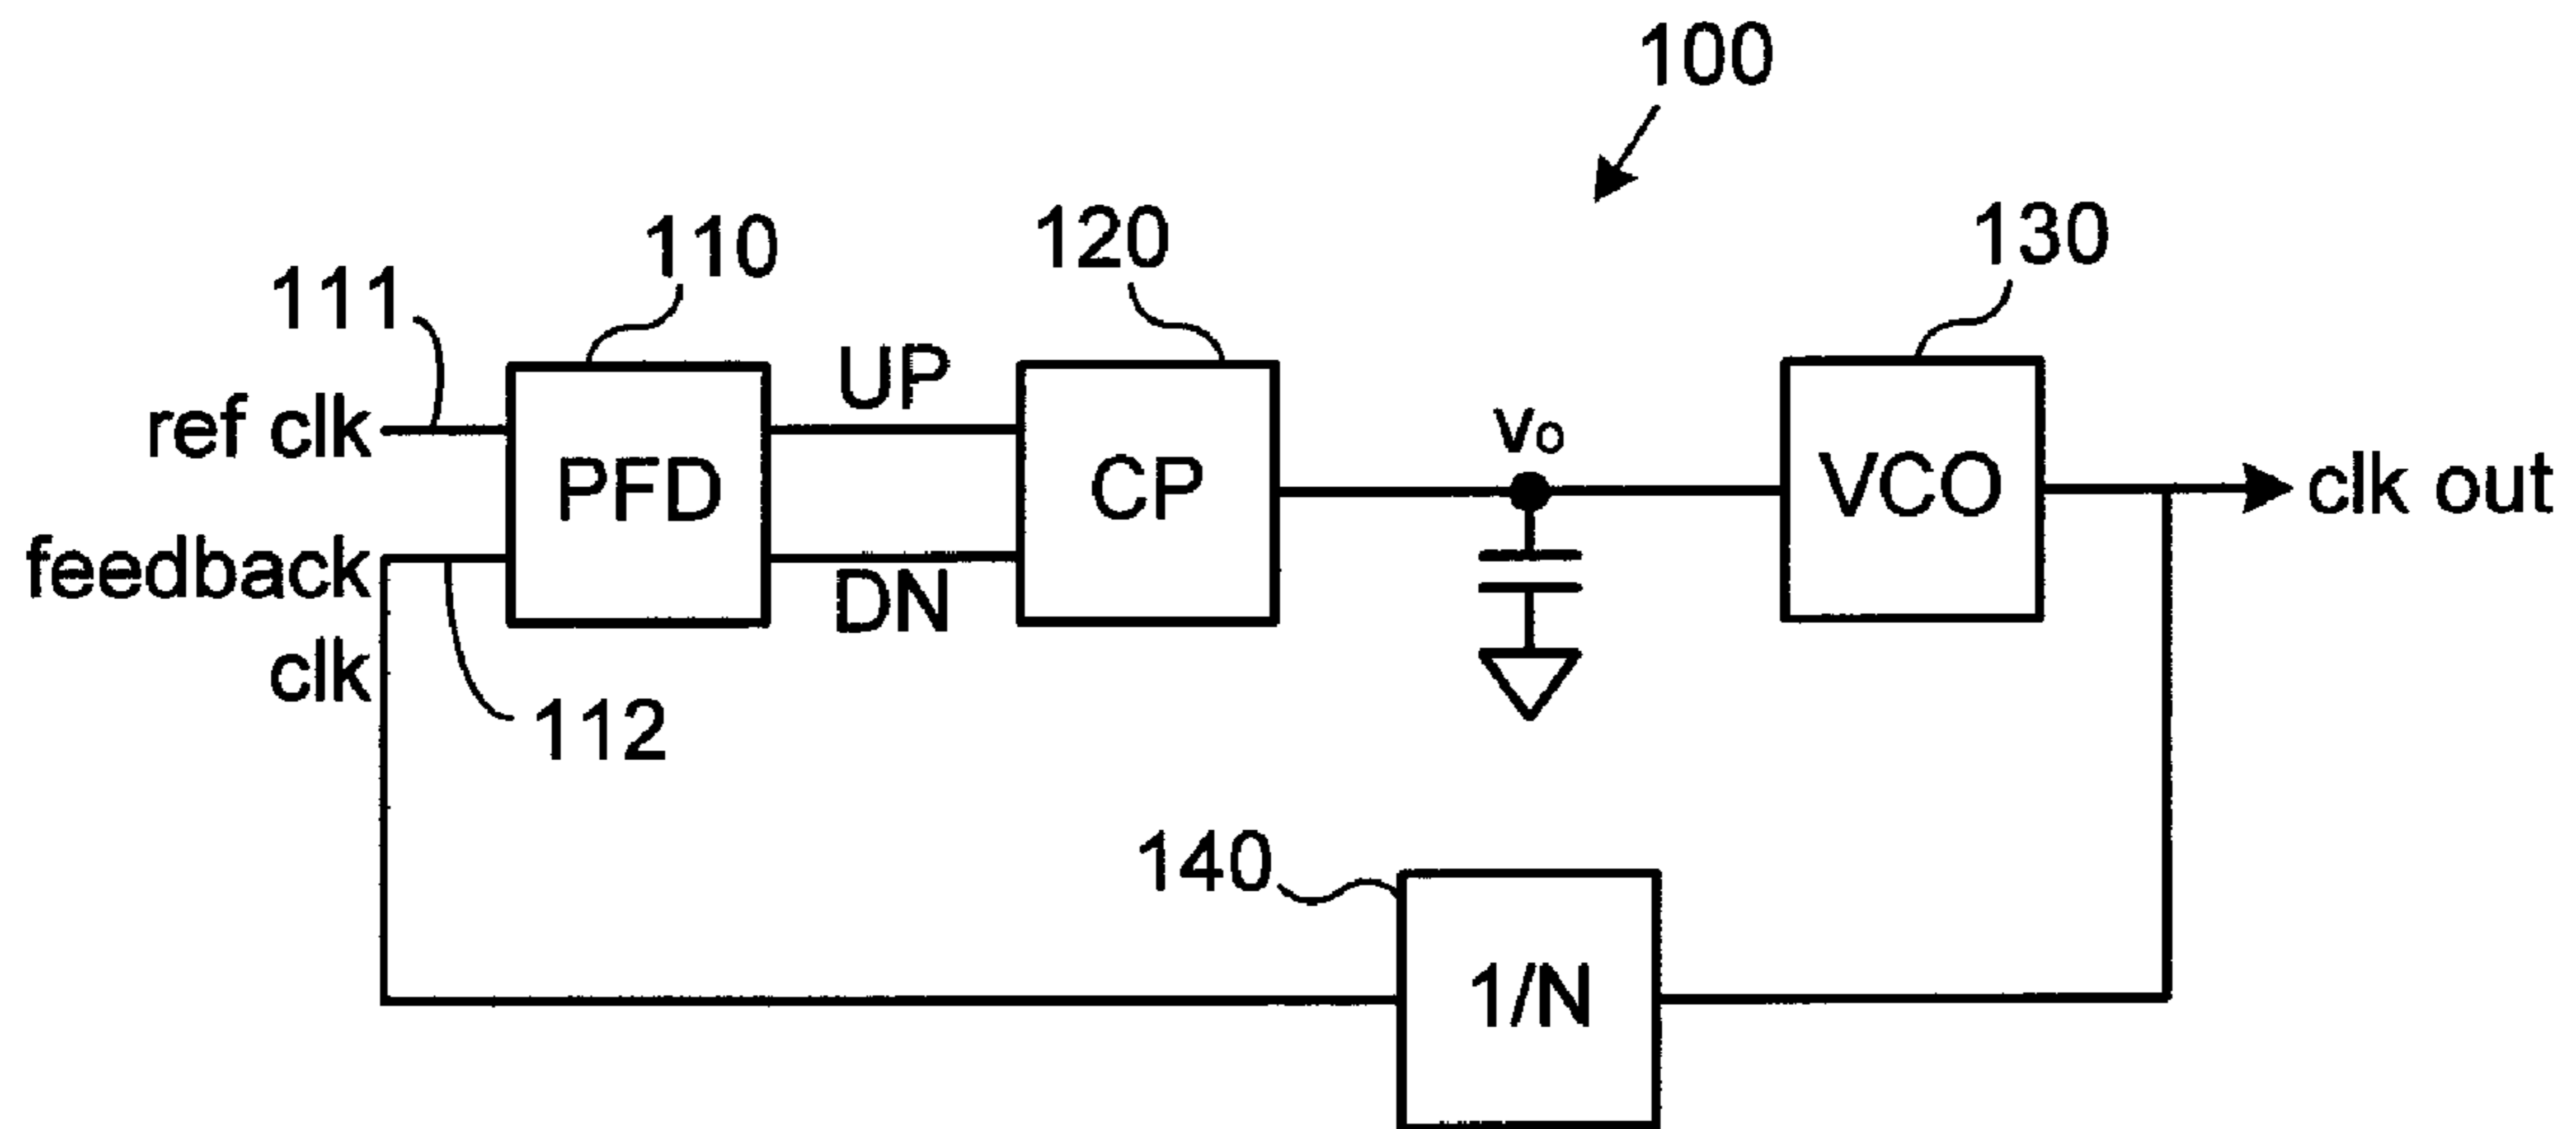 100
110
120
130
111
UP
ref clk
PFD
CP
vo
VCO
clk out
feedback
clk
DN
112
140
1/N